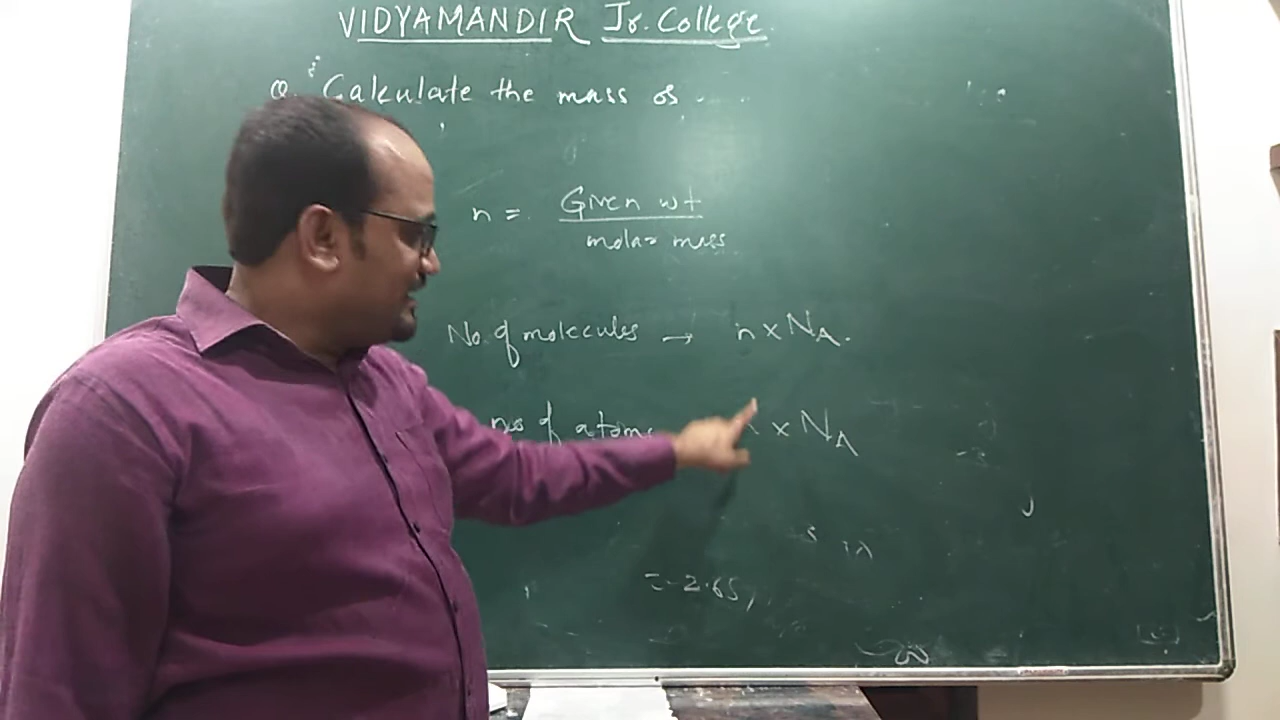 VIDYAMANDIR Jr. College.
Q. Calculate the mass of
n = Given wt
molar mass
No. of molecules → n x NA.
no of atoms x NA
= 2.65